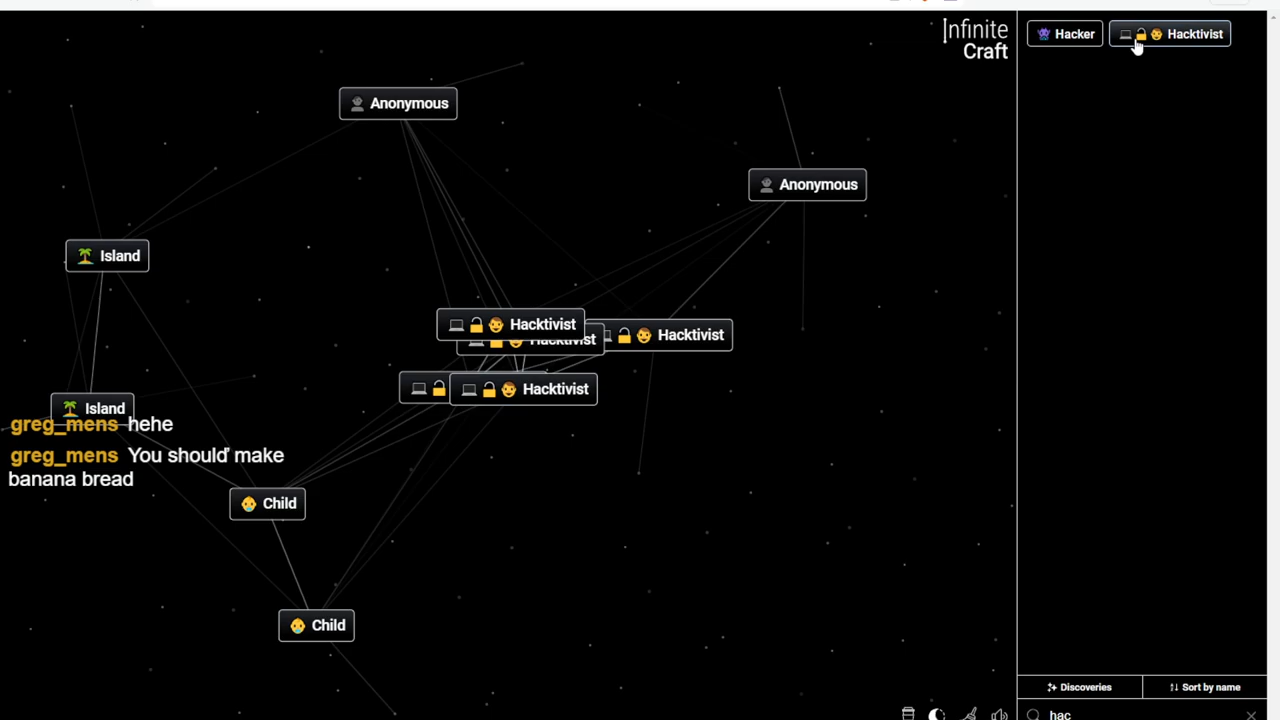 Infinite
Craft
Hacker
Hacktivist
Anonymous
Anonymous
Island
Hacktivist
Hacktivist
Hacktivist
Hacktivist
Island
greg_mens hehe
greg_mens You should make
banana bread
Child
Child
Discoveries
Sort by name
hac